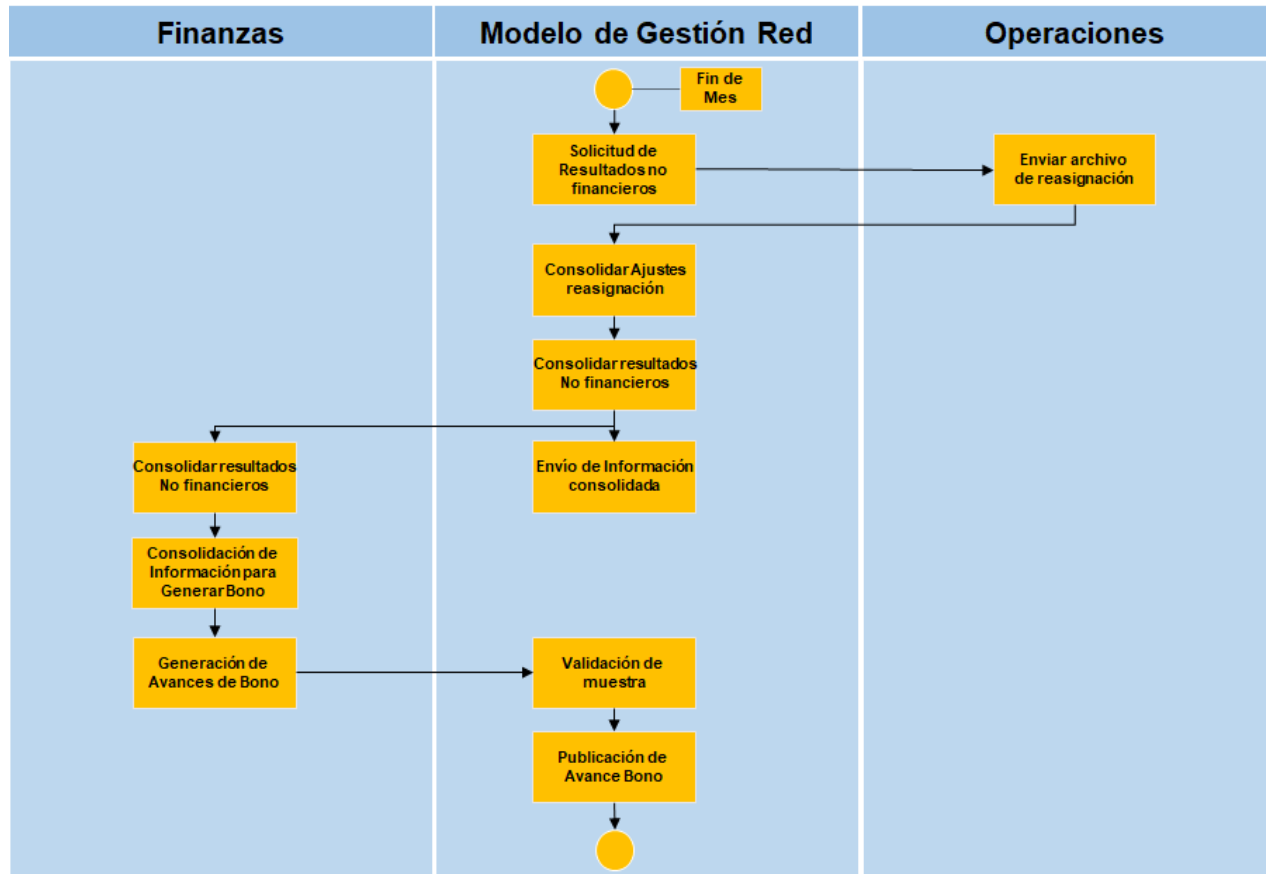 Finanzas
Modelo de Gestión Red
Operaciones
Fin de
Mes
Solicitud de
Resultados no
financieros
Enviar archivo
de reasignación
Consolidar Ajustes
reasignación
Consolidar resultados
No financieros
Consolidar resultados
No financieros
Envío de Información
consolidada
Consolidación de
Información para
Generar Bono
Generación de
Avances de Bono
Validación de
muestra
Publicación de
Avance Bono